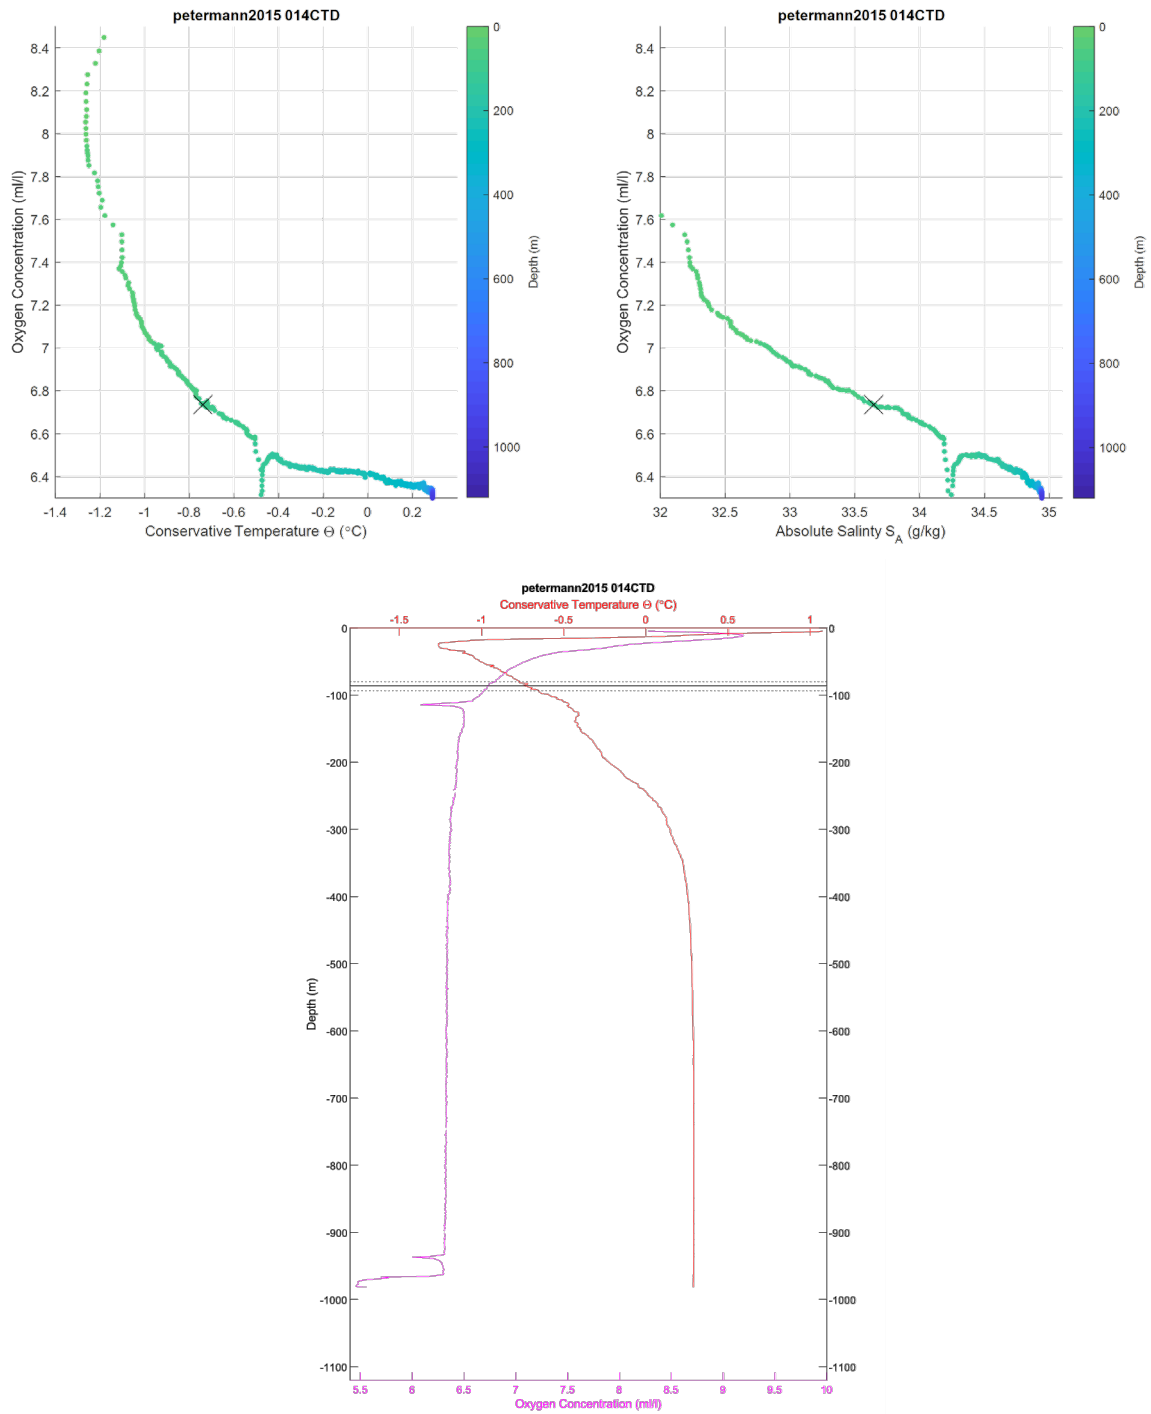 petermann2015 014CTD
8.4
8.2
8
7.8
7.6
7.4
7.2
7
6.8
6.6
6.4
Oxygen Concentration (ml/l)
-1.4 -1.2 -1 -0.8 -0.6 -0.4 -0.2 0 0.2
Conservative Temperature Θ (°C)
0
200
400
600
800
1000
Depth (m)
petermann2015 014CTD
8.4
8.2
8
7.8
7.6
7.4
7.2
7
6.8
6.6
6.4
Oxygen Concentration (ml/l)
32 32.5 33 33.5 34 34.5 35
Absolute Salinty S_A (g/kg)
0
200
400
600
800
1000
Depth (m)
petermann2015 014CTD
Conservative Temperature Θ (°C)
-1.5 -1 -0.5 0 0.5 1
0 0
-100 -100
-200 -200
-300 -300
-400 -400
-500 -500
-600 -600
-700 -700
-800 -800
-900 -900
-1000 -1000
-1100 -1100
Depth (m)
5.5 6 6.5 7 7.5 8 8.5 9 9.5 10
Oxygen Concentration (ml/l)